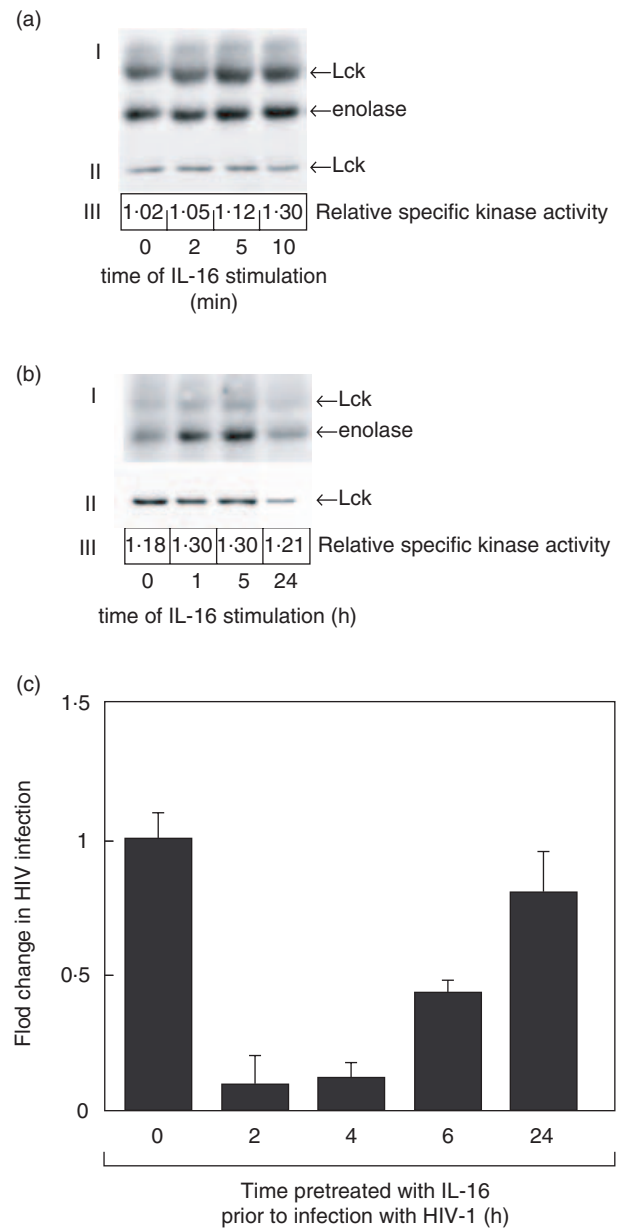 (a)
I
←Lck
←enolase
II
←Lck
III 1·02 1·05 1·12 1·30 Relative specific kinase activity
0 2 5 10
time of IL-16 stimulation
(min)
(b)
I
←Lck
←enolase
II
←Lck
III 1·18 1·30 1·30 1·21 Relative specific kinase activity
0 1 5 24
time of IL-16 stimulation (h)
(c)
1·5
1
0·5
0
Flod change in HIV infection
0 2 4 6 24
Time pretreated with IL-16
prior to infection with HIV-1 (h)